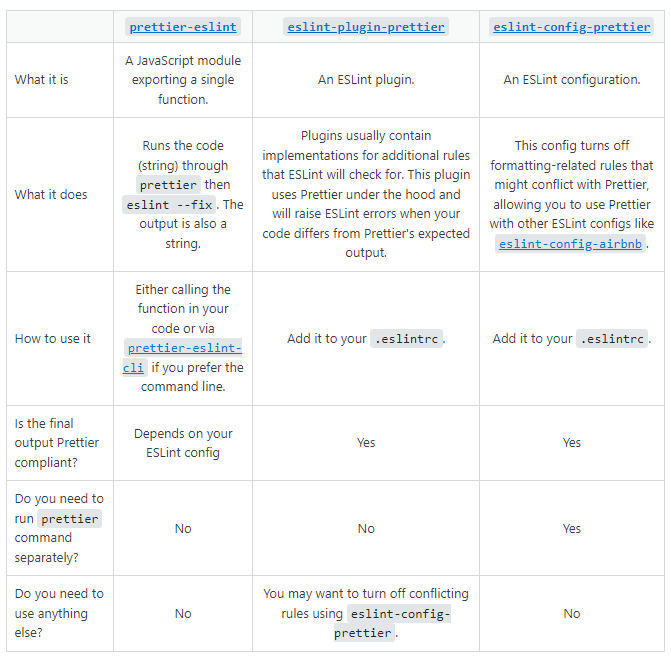 prettier-eslint
eslint-plugin-prettier
eslint-config-prettier
What it is
A JavaScript module
exporting a single
function.
An ESLint plugin.
An ESLint configuration.
What it does
Runs the code
(string) through
prettier then
eslint --fix. The
output is also a
string.
Plugins usually contain
implementations for additional rules
that ESLint will check for. This plugin
uses Prettier under the hood and
will raise ESLint errors when your
code differs from Prettier's expected
output.
This config turns off
formatting-related rules that
might conflict with Prettier,
allowing you to use Prettier
with other ESLint configs like
eslint-config-airbnb.
How to use it
Either calling the
function in your
code or via
prettier-eslint-
cli if you prefer the
command line.
Add it to your .eslintrc.
Add it to your .eslintrc.
Is the final
output Prettier
compliant?
Depends on your
ESLint config
Yes
Yes
Do you need to
run prettier
command
separately?
No
No
Yes
Do you need to
use anything
else?
No
You may want to turn off conflicting
rules using eslint-config-
prettier.
No